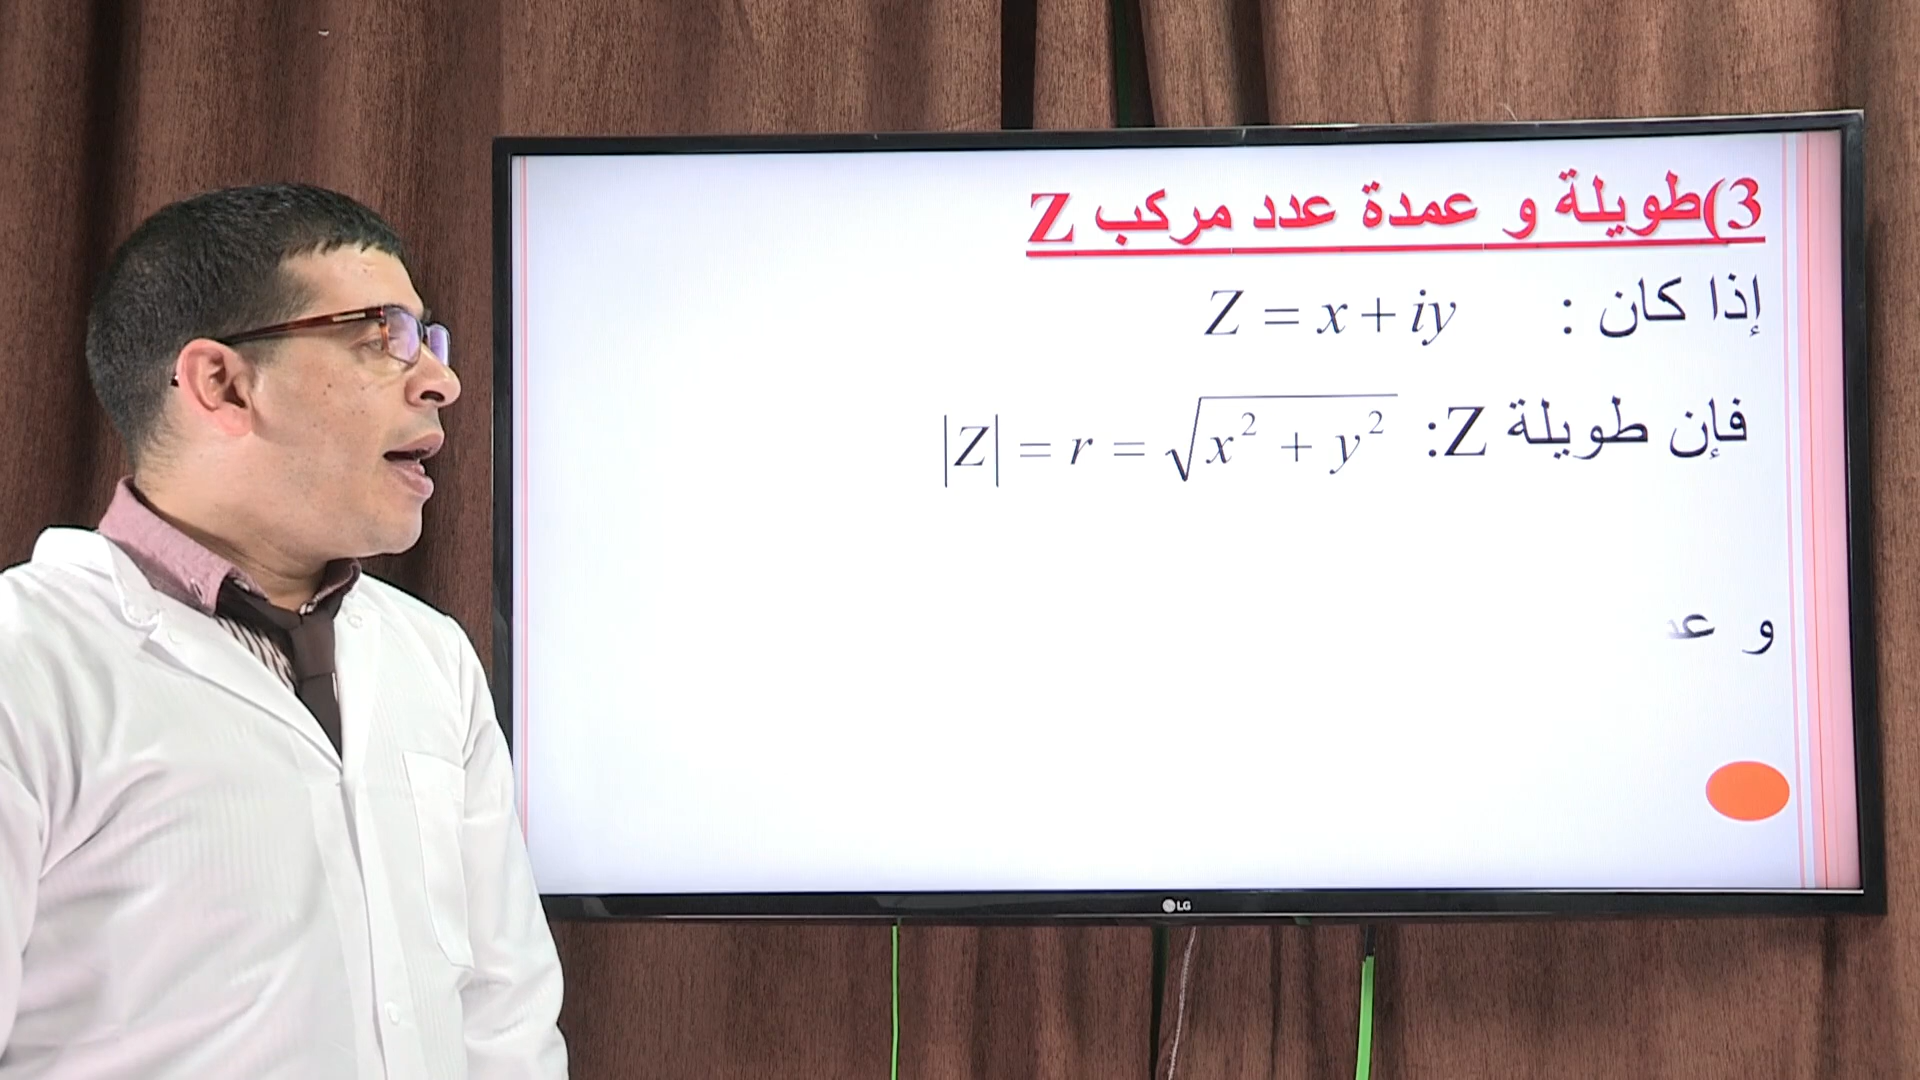 3)طويلة و عمدة عدد مركب Z
إذا كان : Z = x + iy
فإن طويلة Z: |Z| = r = √(x² + y²)
و
LG